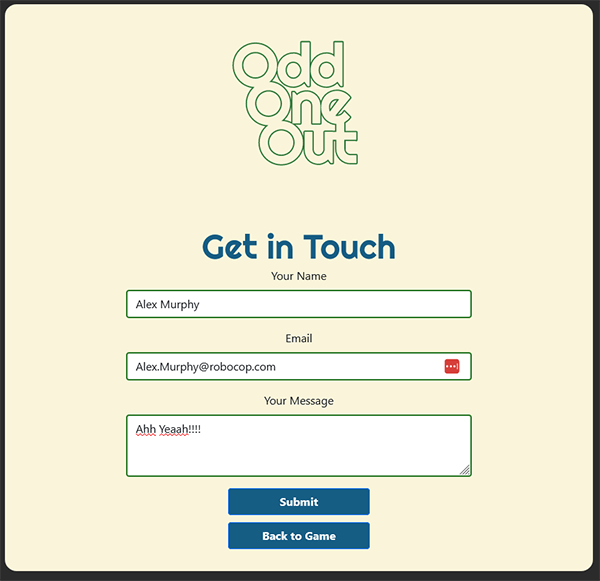 Odd
One
Out
Get in Touch
Your Name
Alex Murphy
Email
Alex.Murphy@robocop.com
Your Message
Ahh Yeaah!!!!
Submit
Back to Game